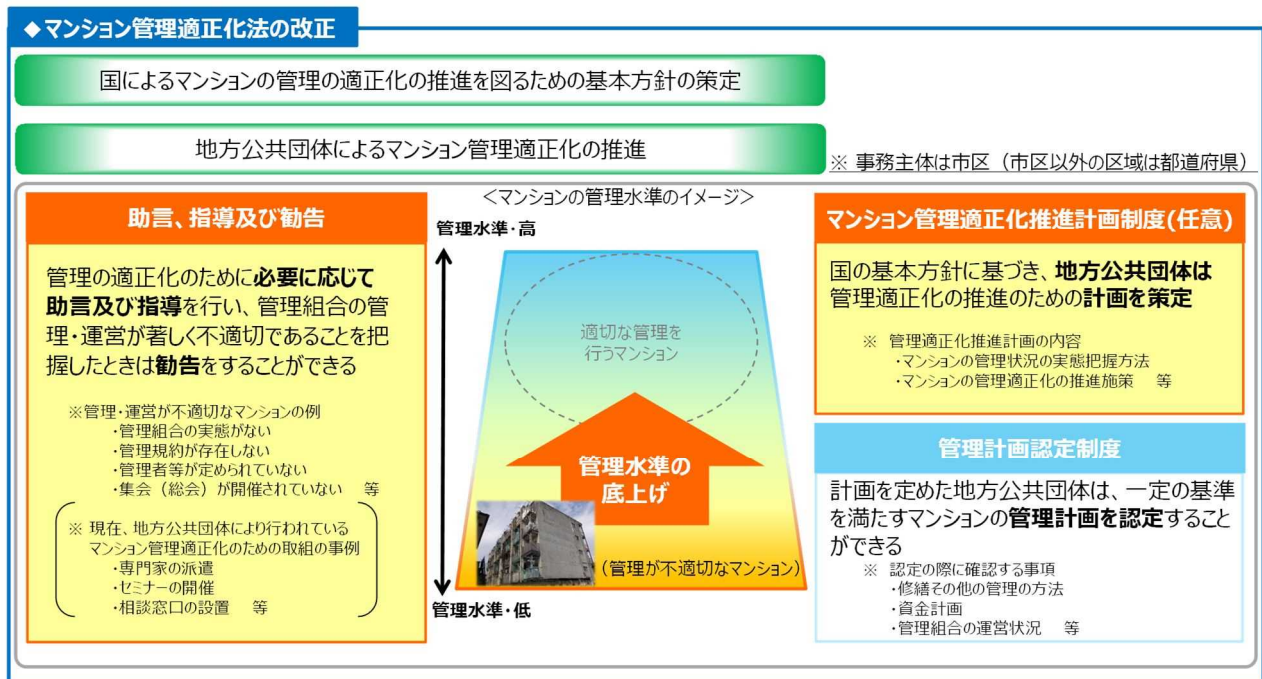 ◆マンション管理適正化法の改正
国によるマンションの管理の適正化の推進を図るための基本方針の策定
地方公共団体によるマンション管理適正化の推進
※ 事務主体は市区（市区以外の区域は都道府県）
助言、指導及び勧告
管理の適正化のために必要に応じて
助言及び指導を行い、管理組合の管
理・運営が著しく不適切であることを把
握したときは勧告をすることができる
※管理・運営が不適切なマンションの例
・管理組合の実態がない
・管理規約が存在しない
・管理者等が定められていない
・集会（総会）が開催されていない 等
※ 現在、地方公共団体により行われている
マンション管理適正化のための取組の事例
・専門家の派遣
・セミナーの開催
・相談窓口の設置 等
＜マンションの管理水準のイメージ＞
管理水準・高
適切な管理を
行うマンション
管理水準の
底上げ
（管理が不適切なマンション）
管理水準・低
マンション管理適正化推進計画制度(任意)
国の基本方針に基づき、地方公共団体は
管理適正化の推進のための計画を策定
※ 管理適正化推進計画の内容
・マンションの管理状況の実態把握方法
・マンションの管理適正化の推進施策 等
管理計画認定制度
計画を定めた地方公共団体は、一定の基準
を満たすマンションの管理計画を認定すること
ができる
※ 認定の際に確認する事項
・修繕その他の管理の方法
・資金計画
・管理組合の運営状況 等